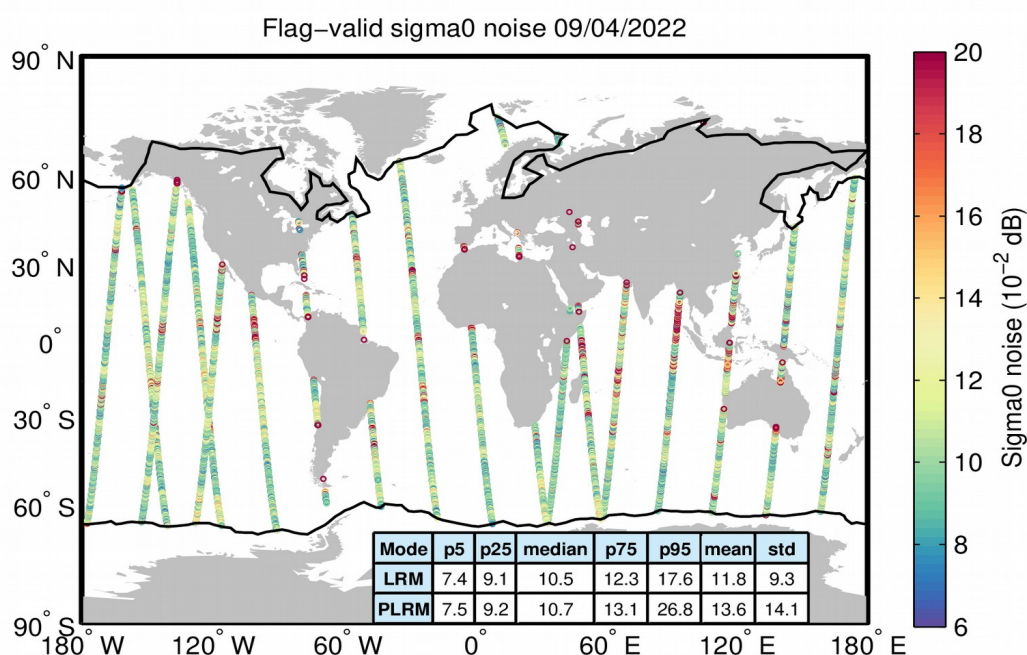 Flag−valid sigma0 noise 09/04/2022
90° N
60° N
30° N
0°
30° S
60° S
90° S
180° W
120° W
60° W
0°
60° E
120° E
180° E
20
18
16
14
12
10
8
6
Sigma0 noise (10⁻² dB)
Mode p5 p25 median p75 p95 mean std
LRM 7.4 9.1 10.5 12.3 17.6 11.8 9.3
PLRM 7.5 9.2 10.7 13.1 26.8 13.6 14.1